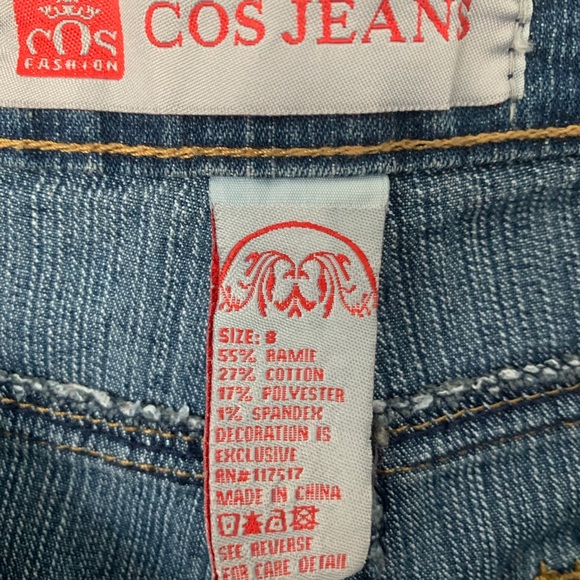 COS JEANS
cos
FASHION
SIZE: 8
55% RAMIE
27% COTTON
17% POLYESTER
1% SPANDEX
DECORATION IS
EXCLUSIVE
RN#117517
MADE IN CHINA
SEE REVERSE
FOR CARE DETAIL